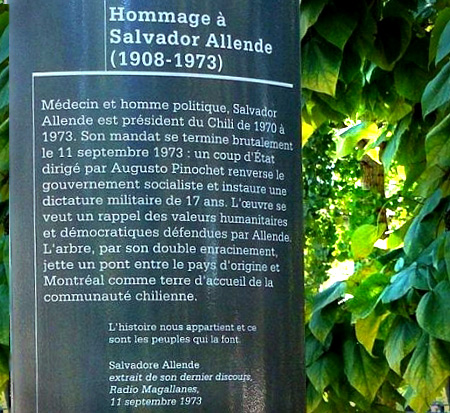 Hommage à
Salvador Allende
(1908-1973)
Médecin et homme politique, Salvador
Allende est président du Chili de 1970 à
1973. Son mandat se termine brutalement
le 11 septembre 1973 : un coup d'État
dirigé par Augusto Pinochet renverse le
gouvernement socialiste et instaure une
dictature militaire de 17 ans. L'œuvre se
veut un rappel des valeurs humanitaires
et démocratiques défendues par Allende.
L'arbre, par son double enracinement,
jette un pont entre le pays d'origine et
Montréal comme terre d'accueil de la
communauté chilienne.
L'histoire nous appartient et ce
sont les peuples qui la font.
Salvadore Allende
extrait de son dernier discours,
Radio Magallanes,
11 septembre 1973